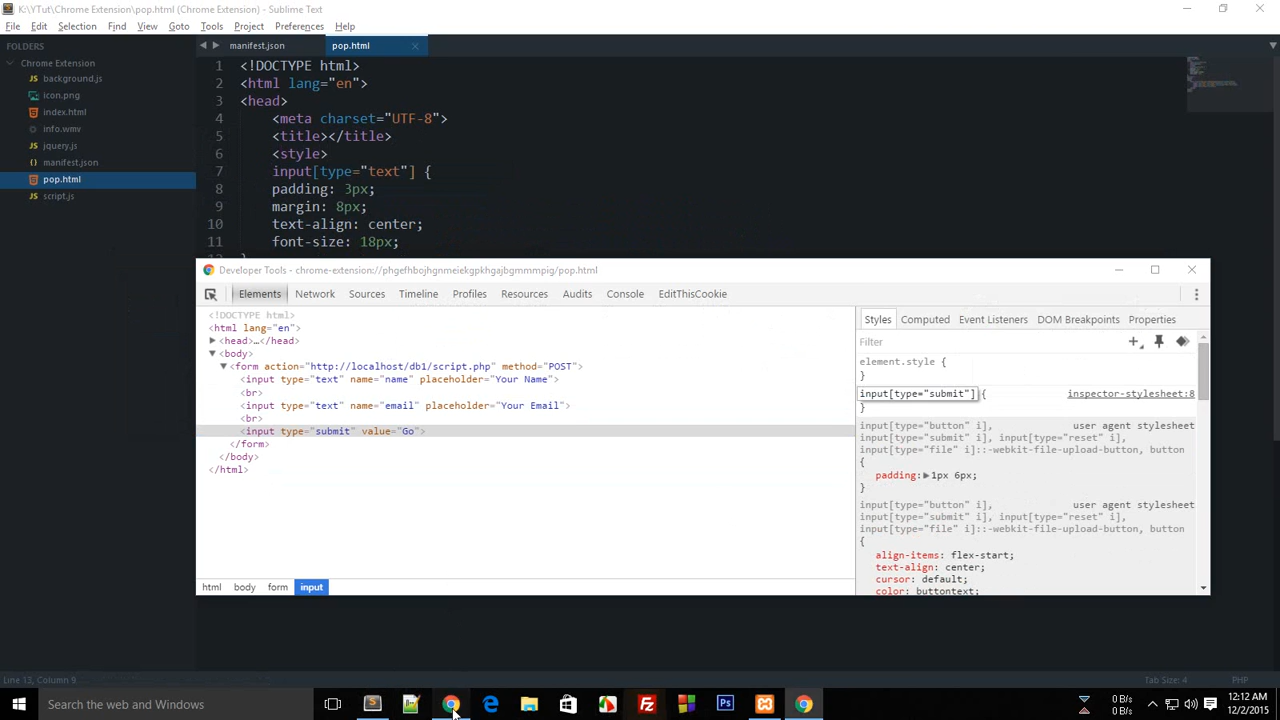 K:\YTut\Chrome Extension\pop.html (Chrome Extension) - Sublime Text
File Edit Selection Find View Goto Tools Project Preferences Help
FOLDERS
Chrome Extension
background.js
icon.png
index.html
info.wmv
jquery.js
manifest.json
pop.html
script.js
manifest.json pop.html
1 <!DOCTYPE html>
2 <html lang="en">
3 <head>
4 <meta charset="UTF-8">
5 <title></title>
6 <style>
7 input[type="text"] {
8 padding: 3px;
9 margin: 8px;
10 text-align: center;
11 font-size: 18px;
Developer Tools - chrome-extension://phgefhbojhgnmeiekgpkhgajbgmmmpig/pop.html
Elements Network Sources Timeline Profiles Resources Audits Console EditThisCookie
<!DOCTYPE html>
<html lang="en">
<head>…</head>
<body>
<form action="http://localhost/db1/script.php" method="POST">
<input type="text" name="name" placeholder="Your Name">
<br>
<input type="text" name="email" placeholder="Your Email">
<br>
<input type="submit" value="Go">
</form>
</body>
</html>
html body form input
Styles Computed Event Listeners DOM Breakpoints Properties
Filter
element.style {
}
input[type="submit"] { inspector-stylesheet:8
}
input[type="button" i], user agent stylesheet
input[type="submit" i], input[type="reset" i],
input[type="file" i]::-webkit-file-upload-button, button
{
padding: 1px 6px;
}
input[type="button" i], user agent stylesheet
input[type="submit" i], input[type="reset" i],
input[type="file" i]::-webkit-file-upload-button, button
{
align-items: flex-start;
text-align: center;
cursor: default;
color: buttontext;
Line 13, Column 9 Tab Size: 4 PHP
Search the web and Windows
0 B/s
0 B/s
12:12 AM
12/2/2015